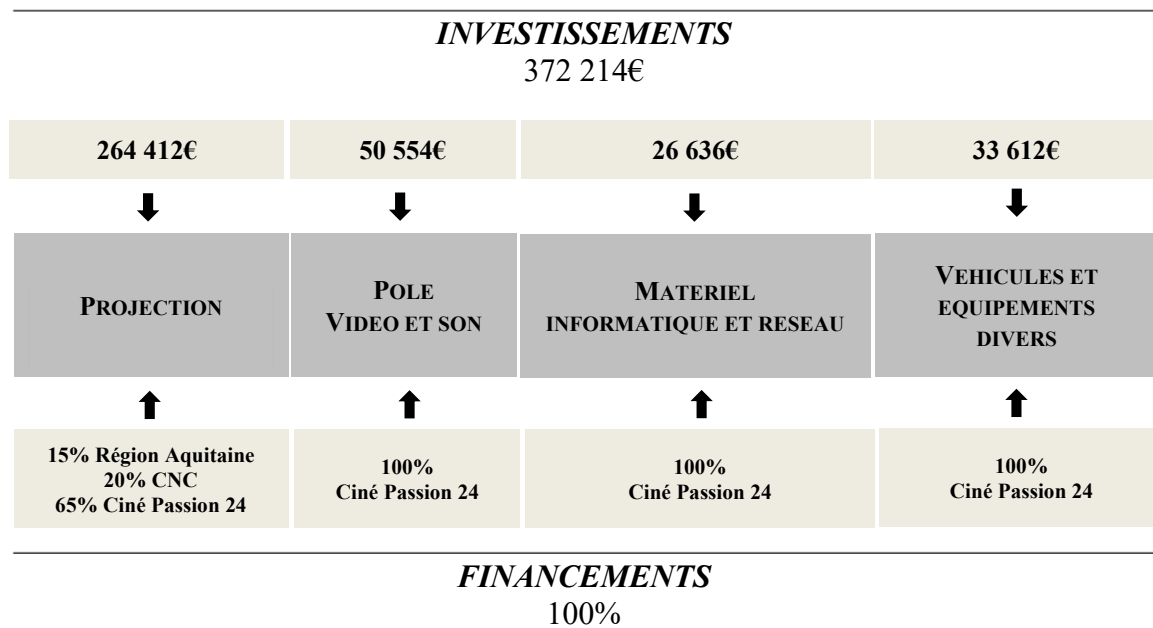 INVESTISSEMENTS
372 214€
264 412€
50 554€
26 636€
33 612€
PROJECTION
POLE
VIDEO ET SON
MATERIEL
INFORMATIQUE ET RESEAU
VEHICULES ET
EQUIPEMENTS
DIVERS
15% Région Aquitaine
20% CNC
65% Ciné Passion 24
100%
Ciné Passion 24
100%
Ciné Passion 24
100%
Ciné Passion 24
FINANCEMENTS
100%